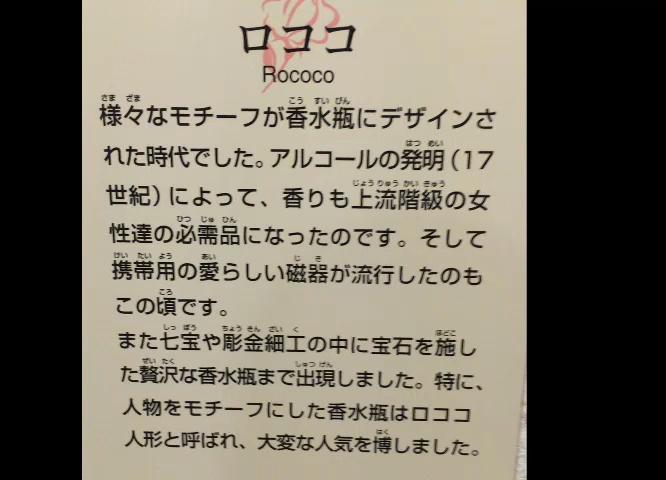 ロココ
Rococo
様々なモチーフが香水瓶にデザインさ
れた時代でした。アルコールの発明(17
世紀)によって、香りも上流階級の女
性達の必需品になったのです。そして
携帯用の愛らしい磁器が流行したのも
この頃です。
また七宝や彫金細工の中に宝石を施し
た贅沢な香水瓶まで出現しました。特に、
人物をモチーフにした香水瓶はロココ
人形と呼ばれ、大変な人気を博しました。